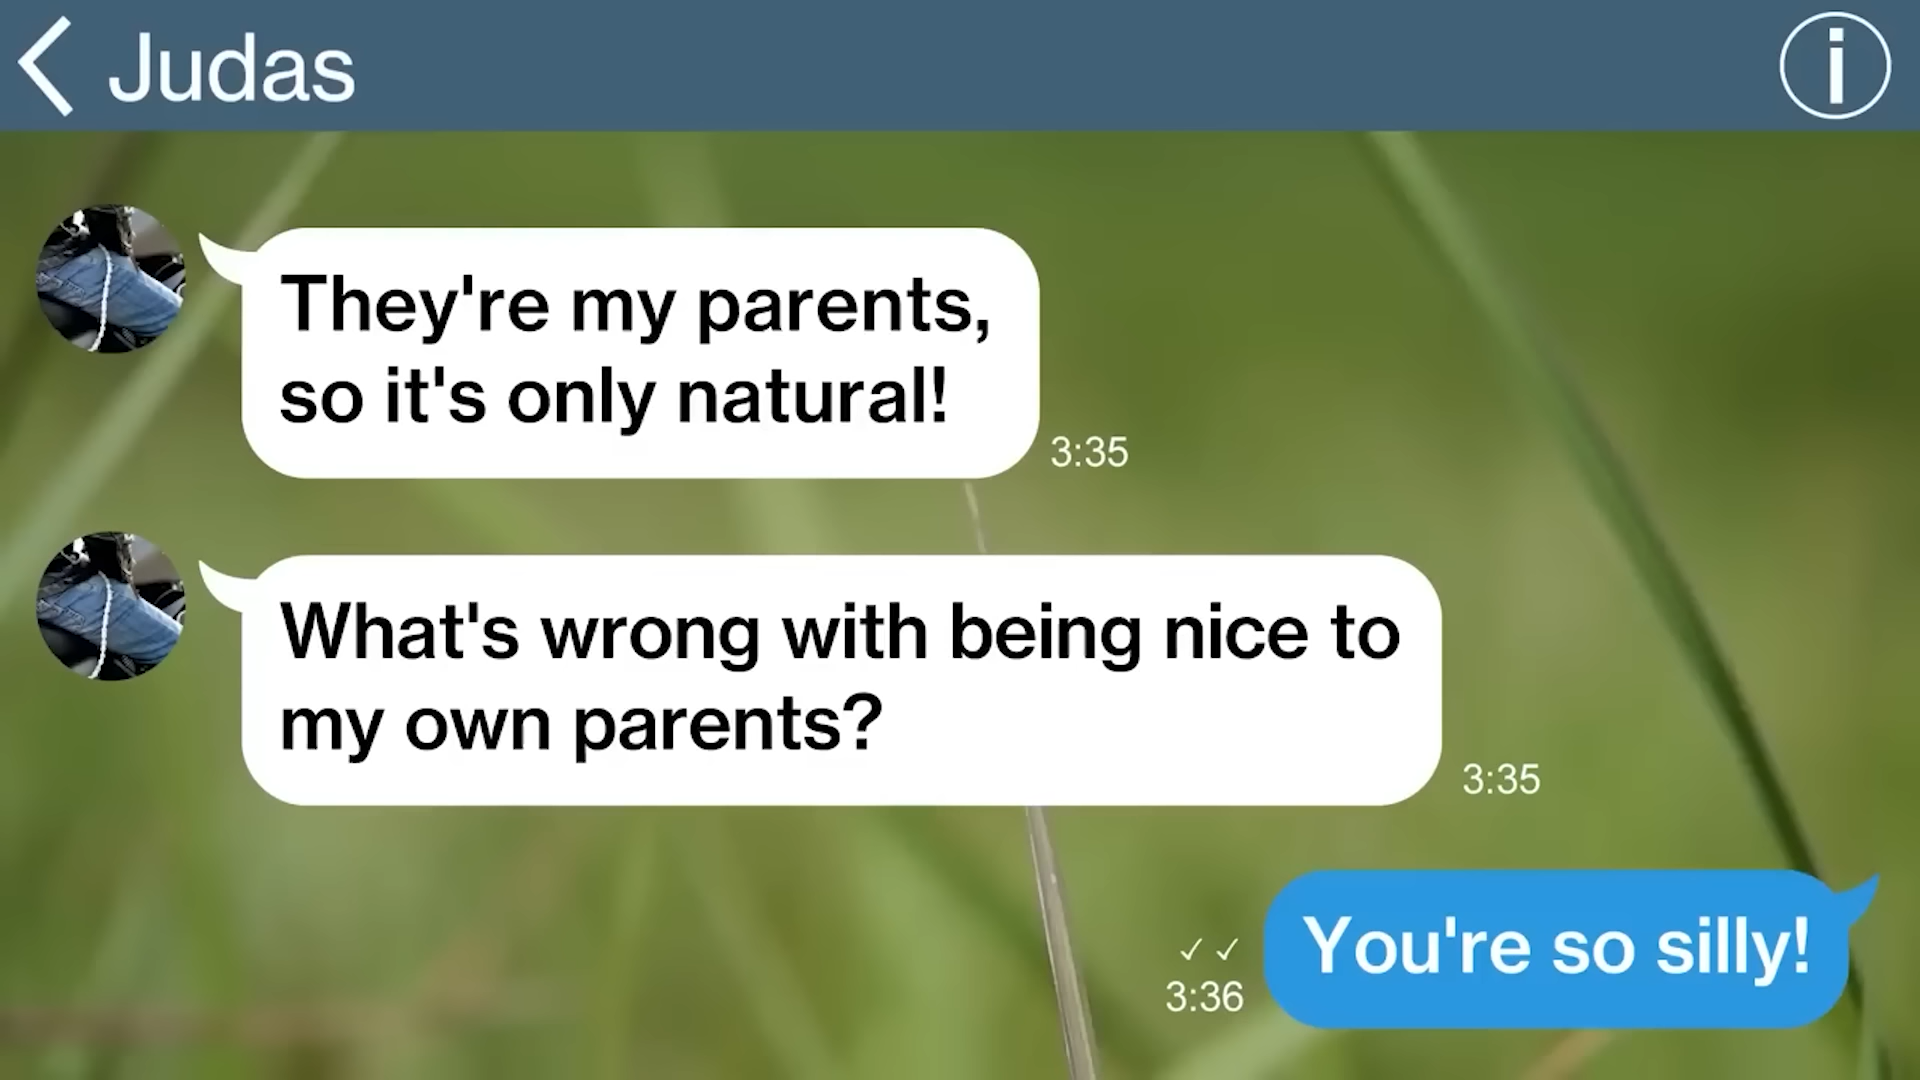 Judas
They're my parents,
so it's only natural!
3:35
What's wrong with being nice to
my own parents?
3:35
You're so silly!
✓✓
3:36